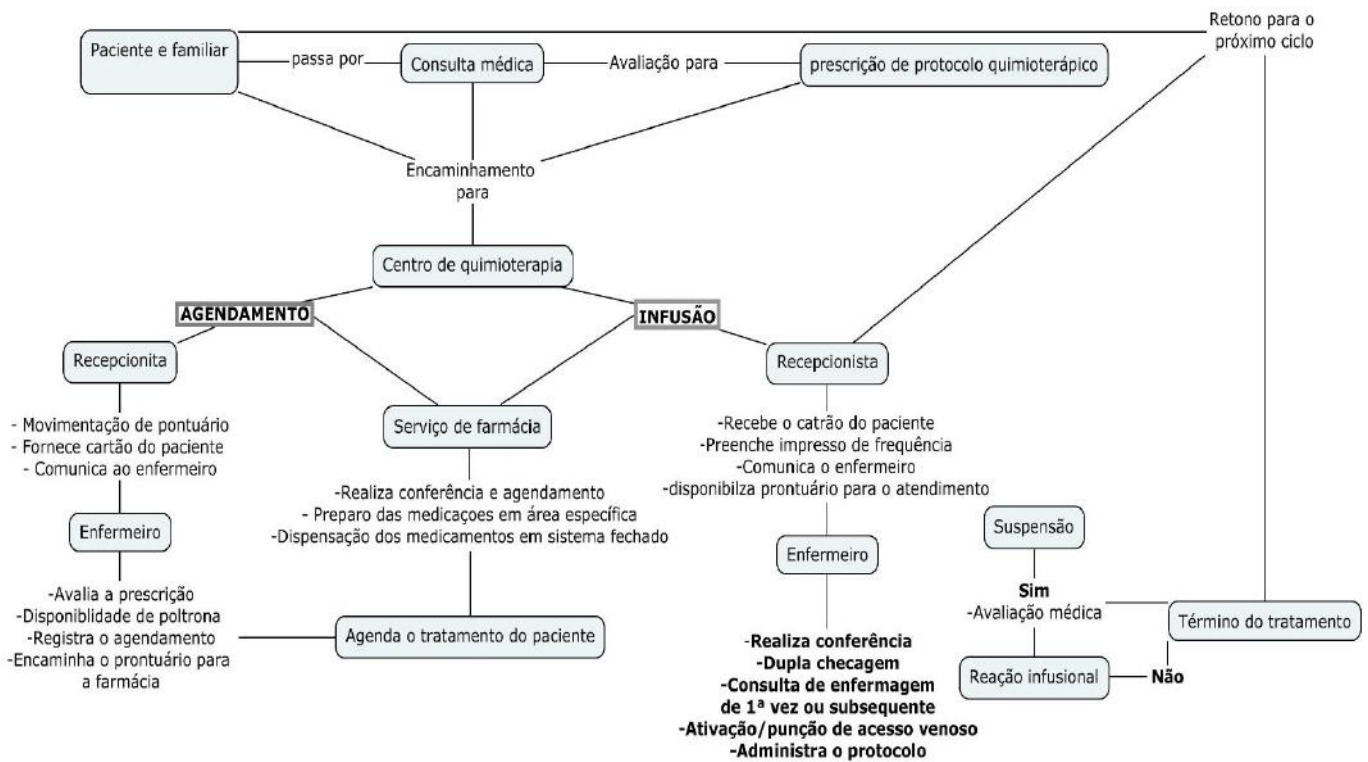 Retono para o
próximo ciclo
Paciente e familiar
passa por
Consulta médica
Avaliação para
prescrição de protocolo quimioterápico
Encaminhamento
para
Centro de quimioterapia
AGENDAMENTO
INFUSÃO
Recepcionita
- Movimentação de pontuário
- Fornece cartão do paciente
- Comunica ao enfermeiro
Enfermeiro
-Avalia a prescrição
-Disponiblidade de poltrona
-Registra o agendamento
-Encaminha o prontuário para
a farmácia
Serviço de farmácia
-Realiza conferência e agendamento
- Preparo das medicaçoes em área específica
-Dispensação dos medicamentos em sistema fechado
Agenda o tratamento do paciente
Recepcionista
-Recebe o catrão do paciente
-Preenche impresso de frequência
-Comunica o enfermeiro
-disponibilza prontuário para o atendimento
Enfermeiro
-Realiza conferência
-Dupla checagem
-Consulta de enfermagem
de 1ª vez ou subsequente
-Ativação/punção de acesso venoso
-Administra o protocolo
Suspensão
Sim
-Avaliação médica
Reação infusional
Não
Término do tratamento